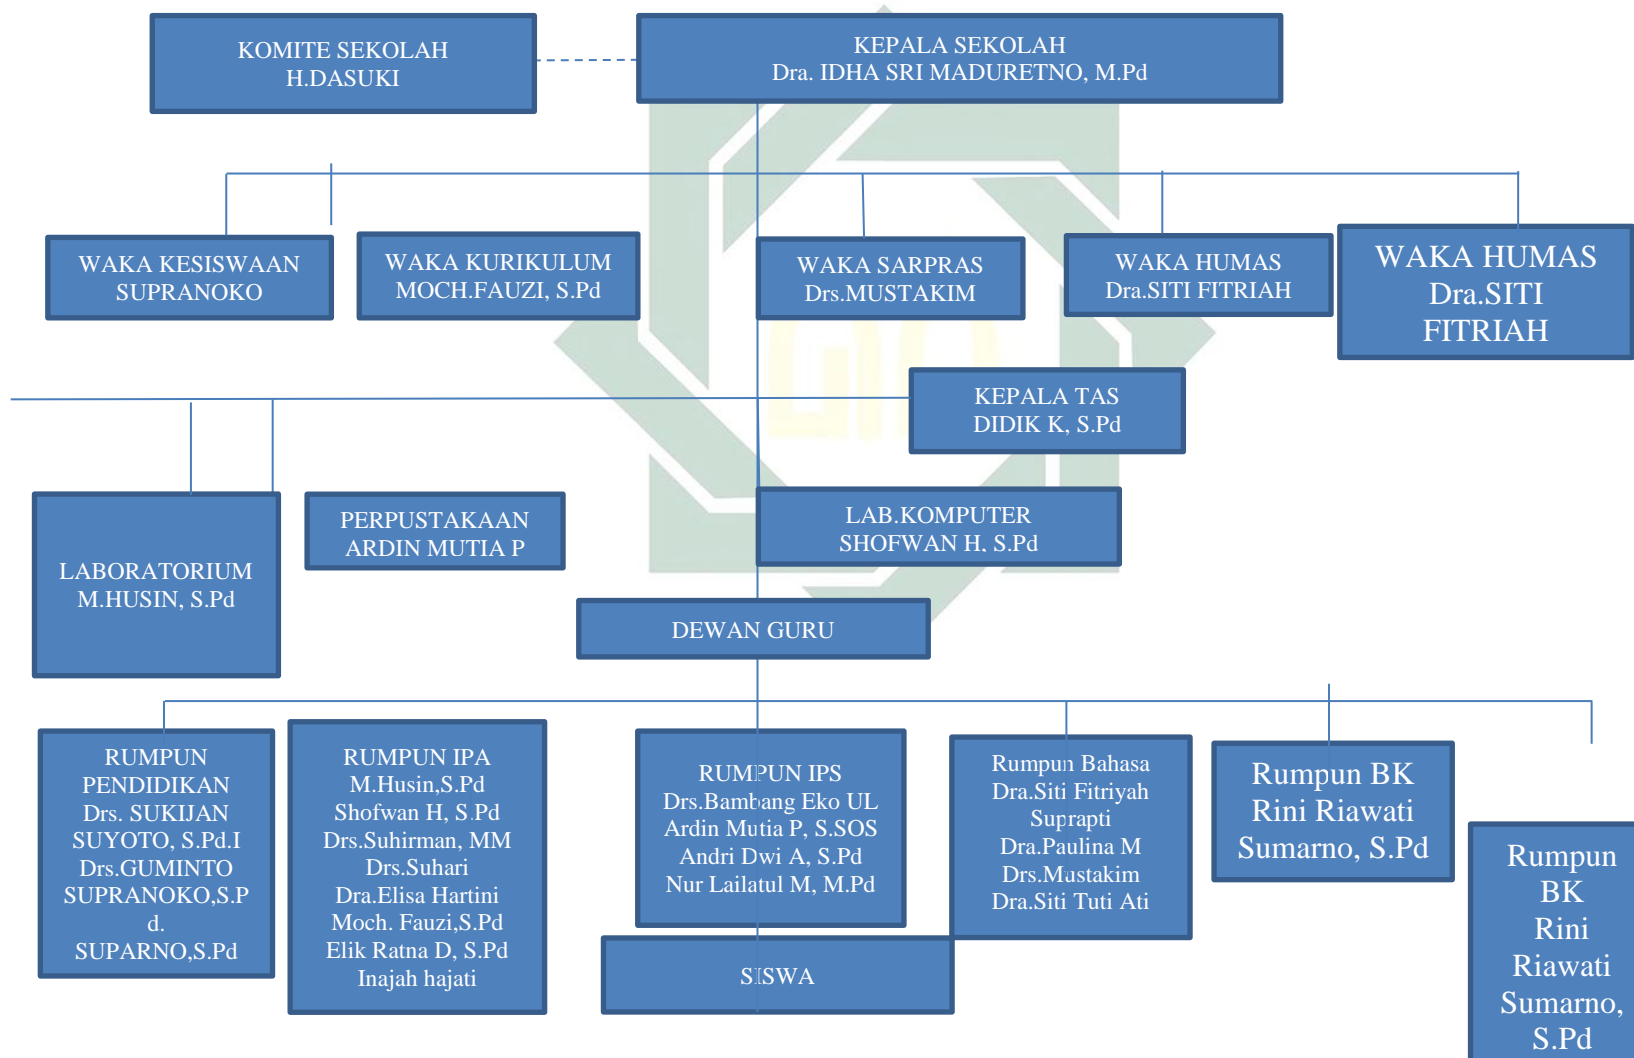 KOMITE SEKOLAH
H.DASUKI
KEPALA SEKOLAH
Dra. IDHA SRI MADURETNO, M.Pd
WAKA KESISWAAN
SUPRANOKO
WAKA KURIKULUM
MOCH.FAUZI, S.Pd
WAKA SARPRAS
Drs.MUSTAKIM
WAKA HUMAS
Dra.SITI FITRIAH
WAKA HUMAS
Dra.SITI
FITRIAH
KEPALA TAS
DIDIK K, S.Pd
LABORATORIUM
M.HUSIN, S.Pd
PERPUSTAKAAN
ARDIN MUTIA P
LAB.KOMPUTER
SHOFWAN H, S.Pd
DEWAN GURU
RUMPUN
PENDIDIKAN
Drs. SUKIJAN
SUYOTO, S.Pd.I
Drs.GUMINTO
SUPRANOKO,S.P
d.
SUPARNO,S.Pd
RUMPUN IPA
M.Husin,S.Pd
Shofwan H, S.Pd
Drs.Suhirman, MM
Drs.Suhari
Dra.Elisa Hartini
Moch. Fauzi,S.Pd
Elik Ratna D, S.Pd
Inajah hajati
RUMPUN IPS
Drs.Bambang Eko UL
Ardin Mutia P, S.SOS
Andri Dwi A, S.Pd
Nur Lailatul M, M.Pd
Rumpun Bahasa
Dra.Siti Fitriyah
Suprapti
Dra.Paulina M
Drs.Mustakim
Dra.Siti Tuti Ati
Rumpun BK
Rini Riawati
Sumarno, S.Pd
Rumpun
BK
Rini
Riawati
Sumarno,
S.Pd
SISWA